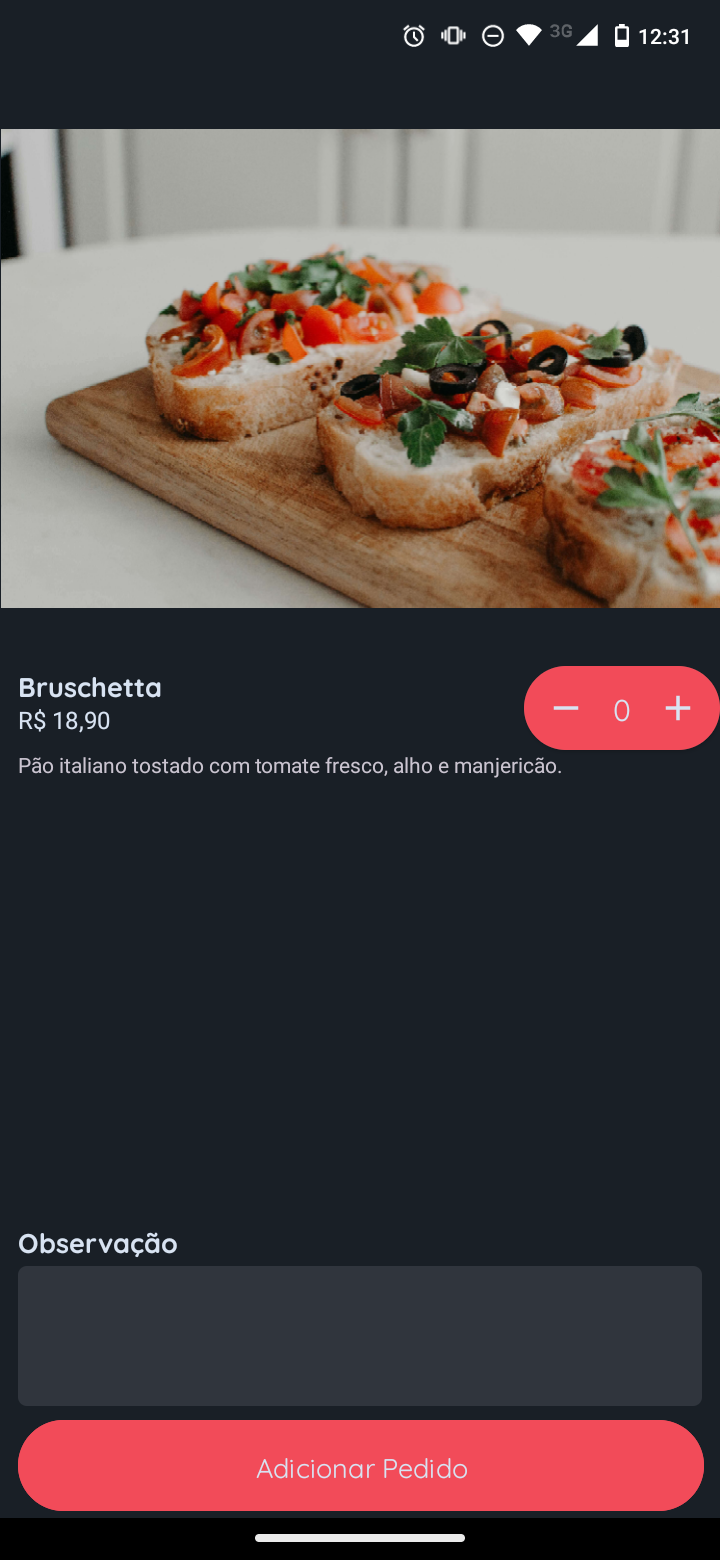 3G 12:31
Bruschetta
R$ 18,90
0
Pão italiano tostado com tomate fresco, alho e manjericão.
Observação
Adicionar Pedido